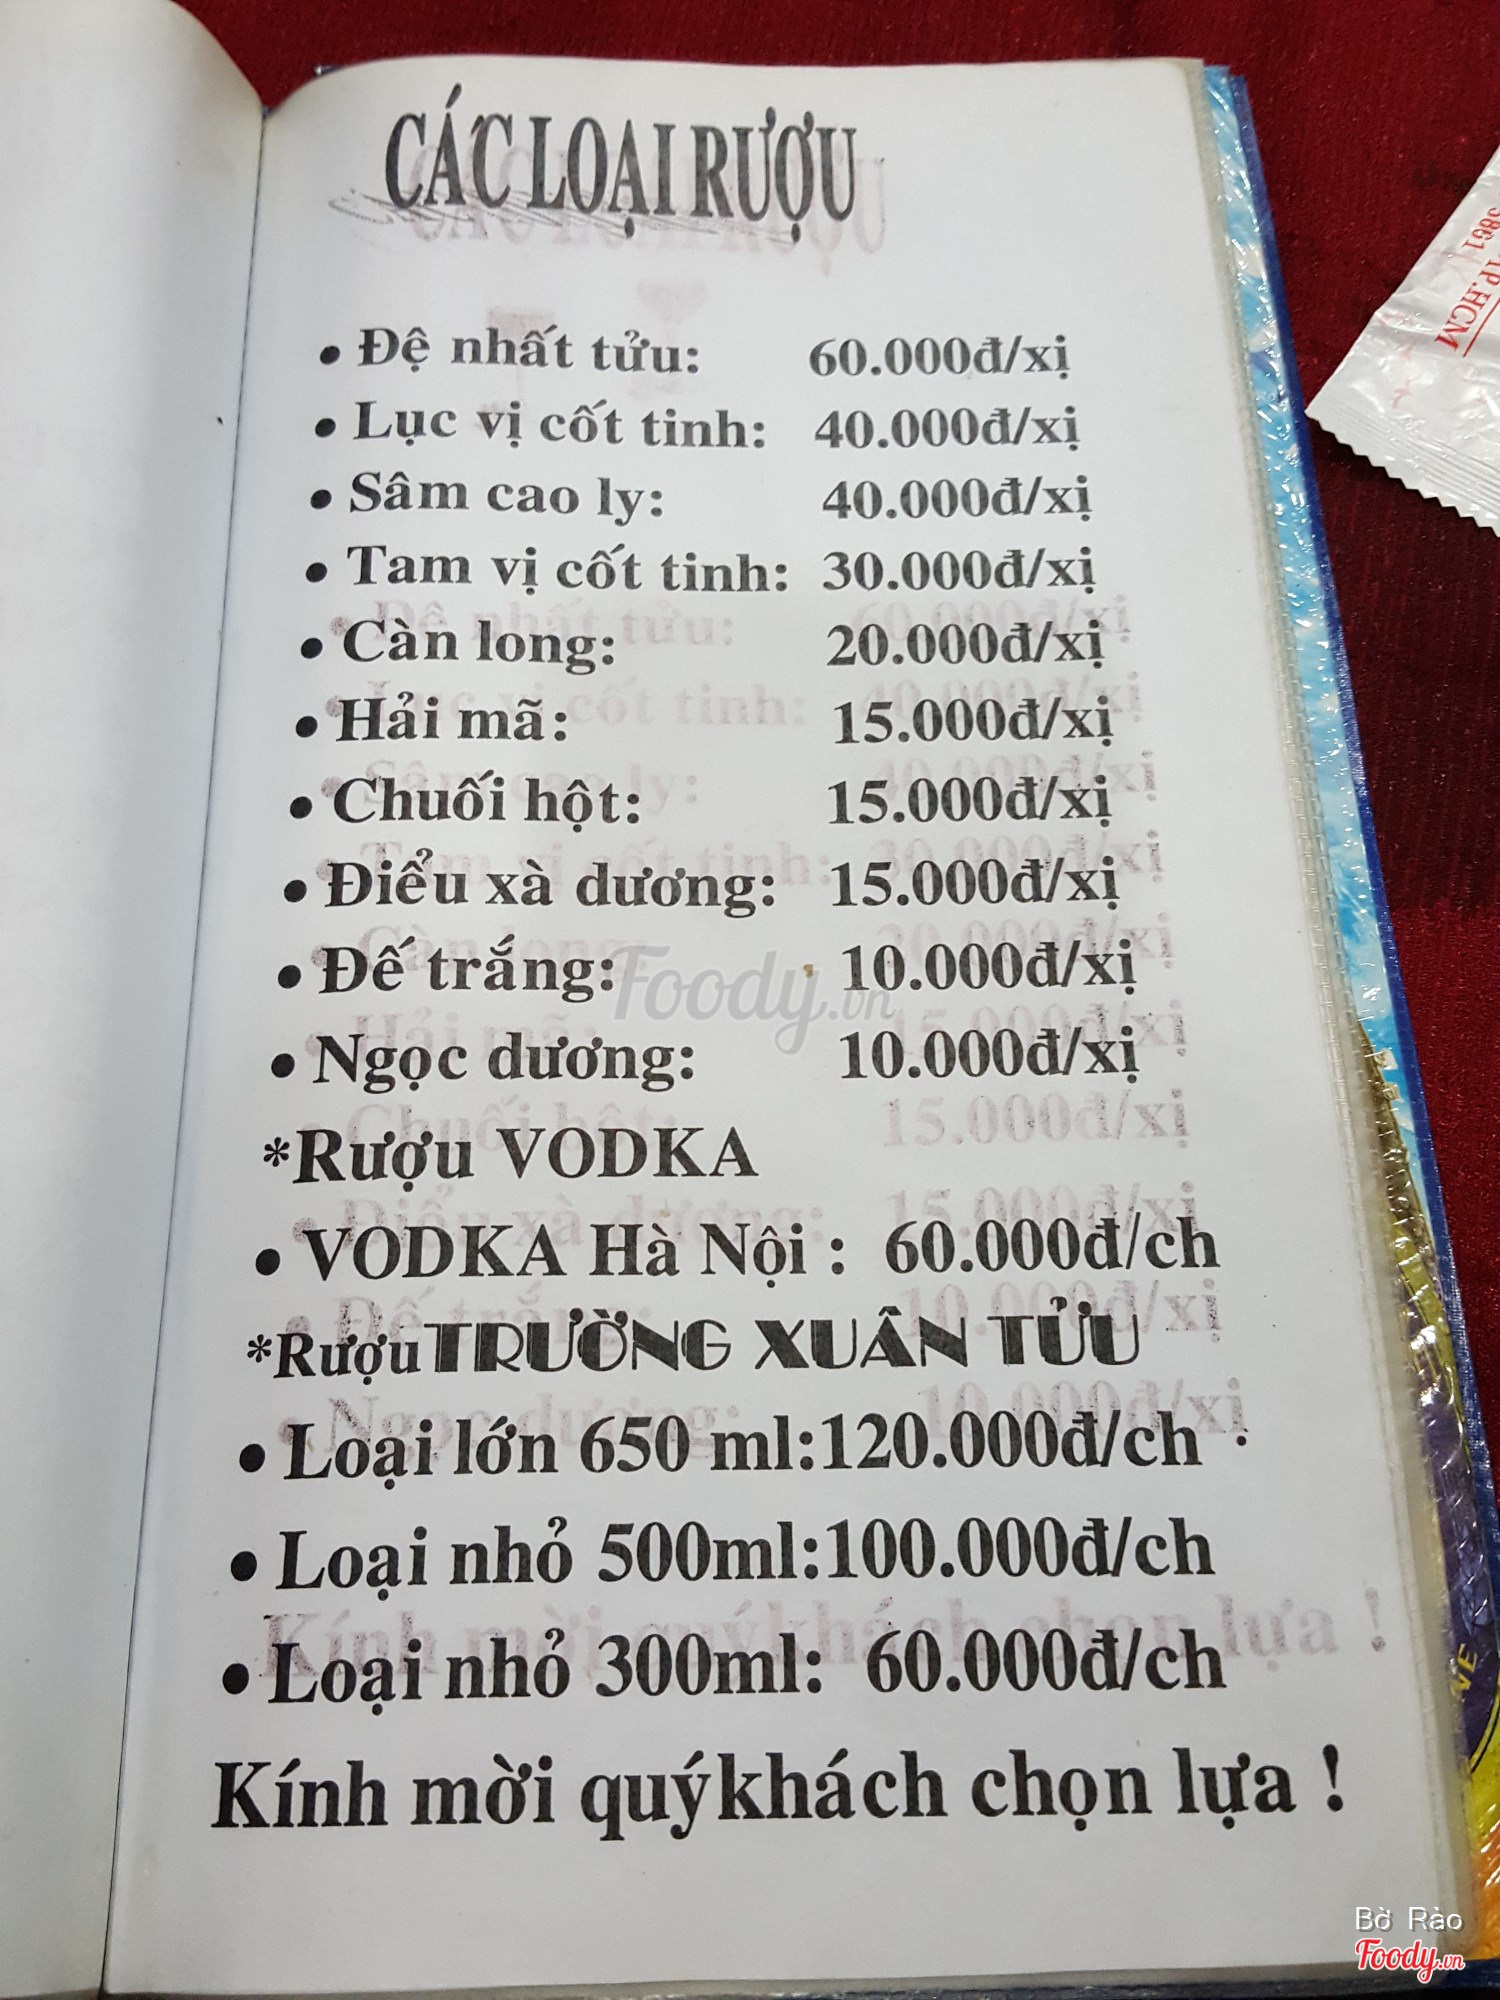 CÁC LOẠI RƯỢU
• Đệ nhất tửu: 60.000đ/xị
• Lục vị cốt tinh: 40.000đ/xị
• Sâm cao ly: 40.000đ/xị
• Tam vị cốt tinh: 30.000đ/xị
• Càn long: 20.000đ/xị
• Hải mã: 15.000đ/xị
• Chuối hột: 15.000đ/xị
• Điểu xà dương: 15.000đ/xị
• Đế trắng: 10.000đ/xị
• Ngọc dương: 10.000đ/xị
*Rượu VODKA
• VODKA Hà Nội : 60.000đ/ch
*Rượu TRƯỜNG XUÂN TỬU
• Loại lớn 650 ml:120.000đ/ch
• Loại nhỏ 500ml:100.000đ/ch
• Loại nhỏ 300ml: 60.000đ/ch
Kính mời quý khách chọn lựa !
Foody.vn
5861
TP.HCM
Bờ Rào
Foody.vn